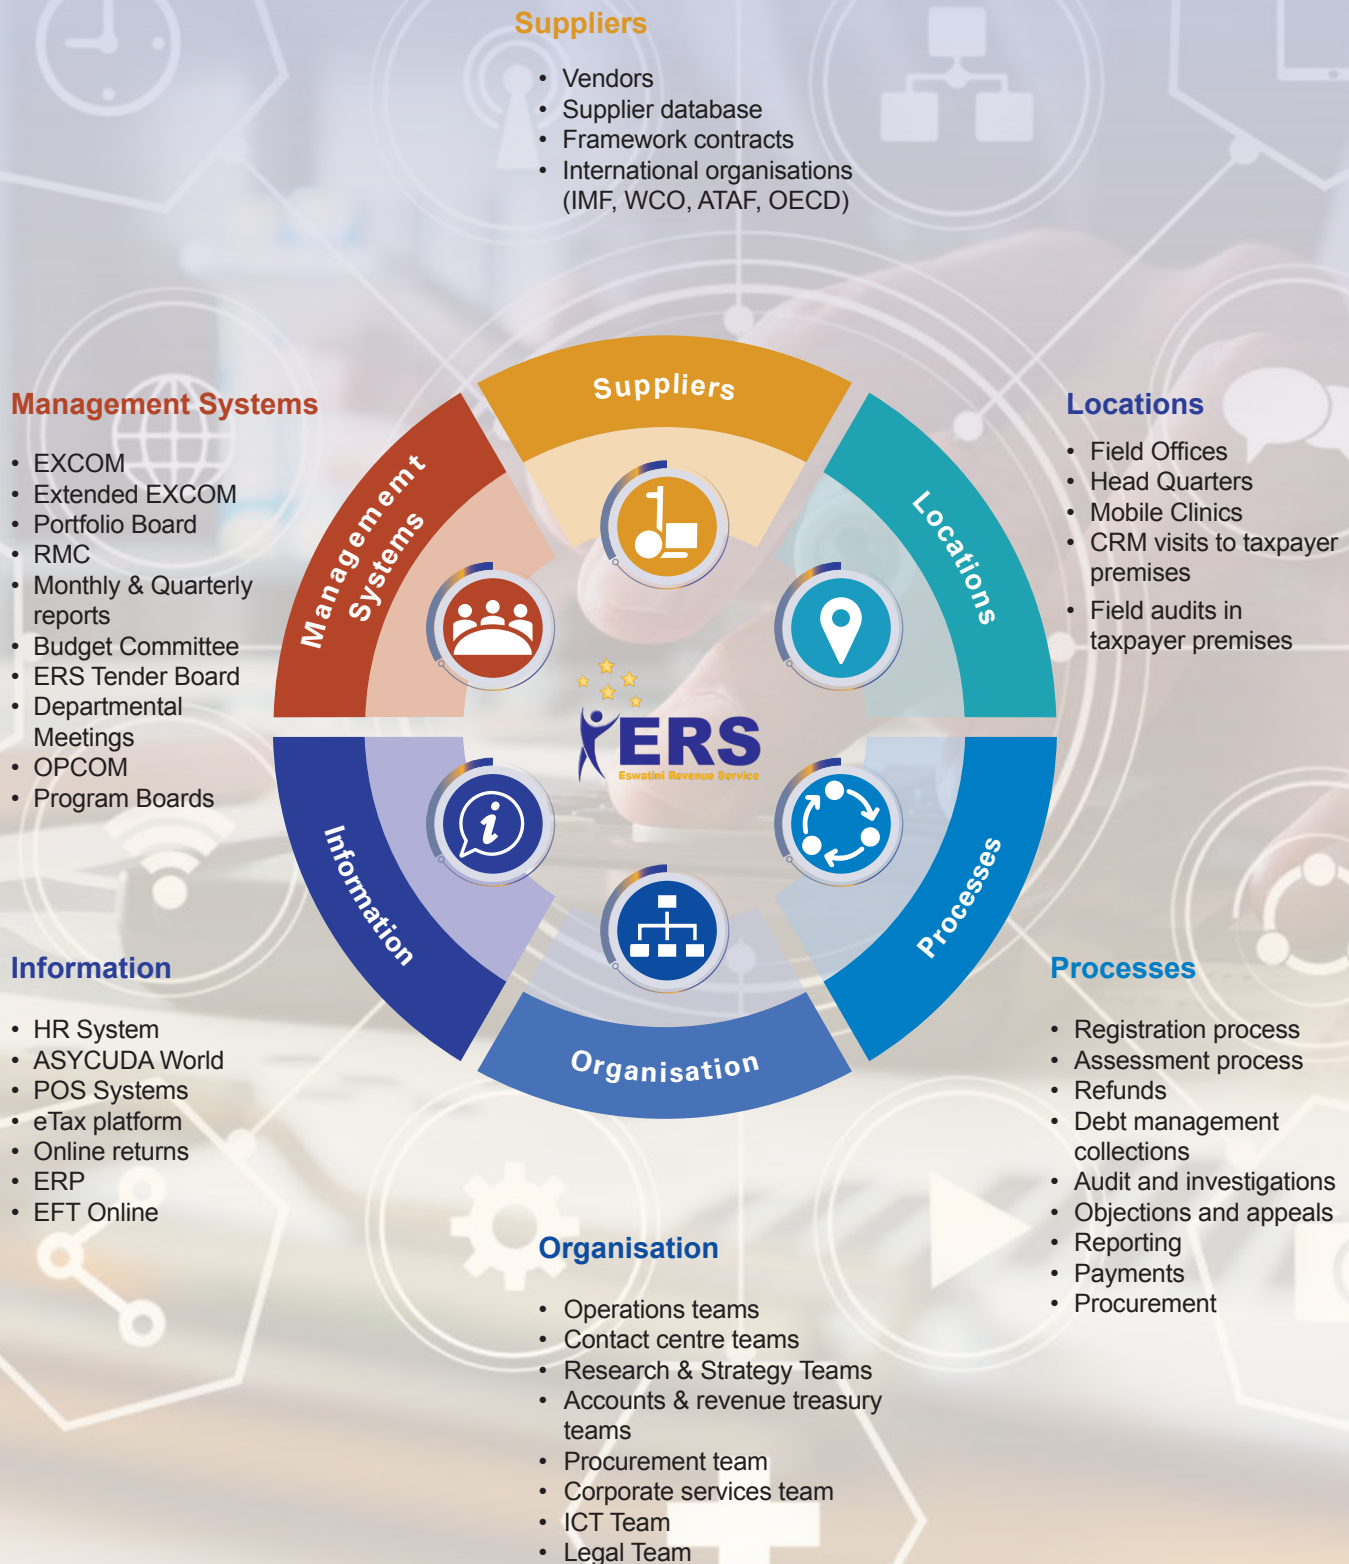 Suppliers
• Vendors
• Supplier database
• Framework contracts
• International organisations
(IMF, WCO, ATAF, OECD)
Management Systems
• EXCOM
• Extended EXCOM
• Portfolio Board
• RMC
• Monthly & Quarterly
reports
• Budget Committee
• ERS Tender Board
• Departmental
Meetings
• OPCOM
• Program Boards
Suppliers
Locations
Processes
Organisation
Information
Managememt
Systems
ERS
Eswatini Revenue Service
Locations
• Field Offices
• Head Quarters
• Mobile Clinics
• CRM visits to taxpayer
premises
• Field audits in
taxpayer premises
Information
• HR System
• ASYCUDA World
• POS Systems
• eTax platform
• Online returns
• ERP
• EFT Online
Processes
• Registration process
• Assessment process
• Refunds
• Debt management
collections
• Audit and investigations
• Objections and appeals
• Reporting
• Payments
• Procurement
Organisation
• Operations teams
• Contact centre teams
• Research & Strategy Teams
• Accounts & revenue treasury
teams
• Procurement team
• Corporate services team
• ICT Team
• Legal Team